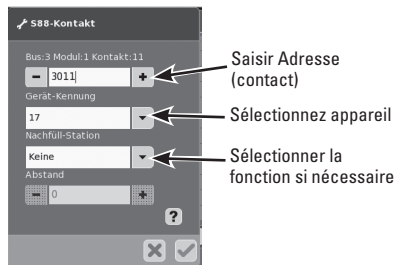 S88-Kontakt
Bus:3 Modul:1 Kontakt:11
- 3011 +
Gerät-Kennung
17
Nachfüll-Station
Keine
Abstand
- 0 +
?
Saisir Adresse
(contact)
Sélectionnez appareil
Sélectionner la
fonction si nécessaire